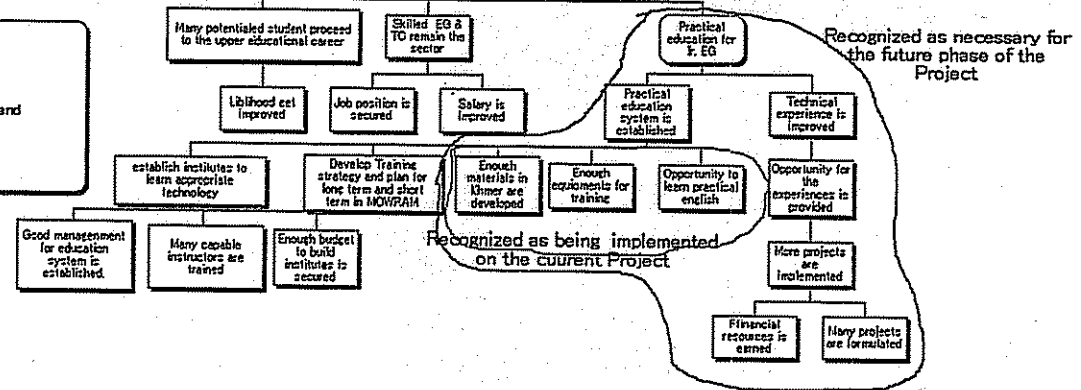 Many potentialed student proceed
to the upper educational career
Skilled EG &
TC remain the
sector
Practical
education for
Ir. EG
Recognized as necessary for
the future phase of the
Project
and
Liblihood eet
improved
Job position is
secured
Salary is
improved
Practical
education
system is
established
Technical
experience is
improved
establish institutes to
learn appropriate
technology
Develop Training
strategy and plan for
long term and short
term in MOWRAM
Enough
materials in
Khmer are
developed
Enough
equipments for
training
Opportunity to
learn practical
english
Opportunity for
the
experiences is
provided
Good managenment
for education
system is
established.
Many capable
instructors are
trained
Enough budget
to build
institutes is
secured
Recognized as being implemented
on the cuurent Project
More projects
are
implemented
Ffinancial
resources is
earned
Many projects
are formulated